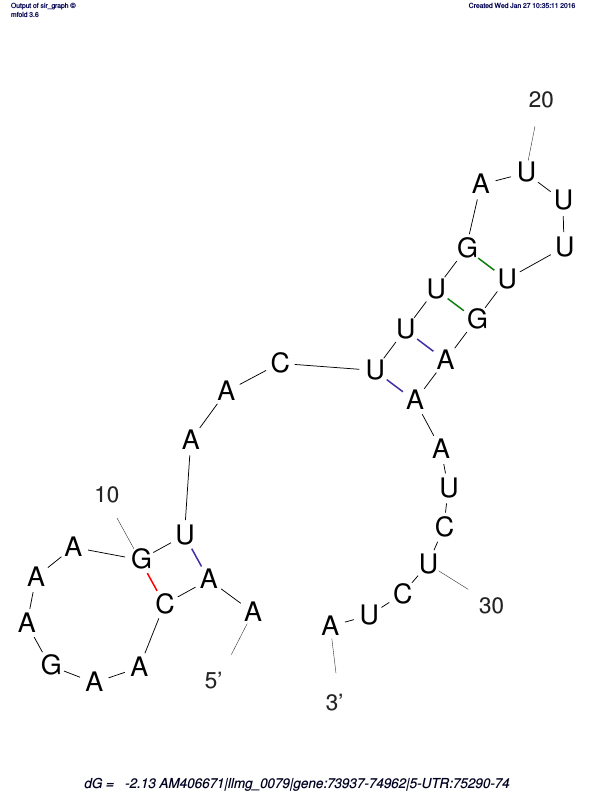 Output of sir_graph ©
mfold 3.6
Created Wed Jan 27 10:35:11 2016
20
A U
U
G U
U U
U G
U A
C U A
A
A A
U
10 C
U
A G U
A A C 30
A C U
A A
G A A
5’
3’
dG = -2.13 AM406671|llmg_0079|gene:73937-74962|5-UTR:75290-74